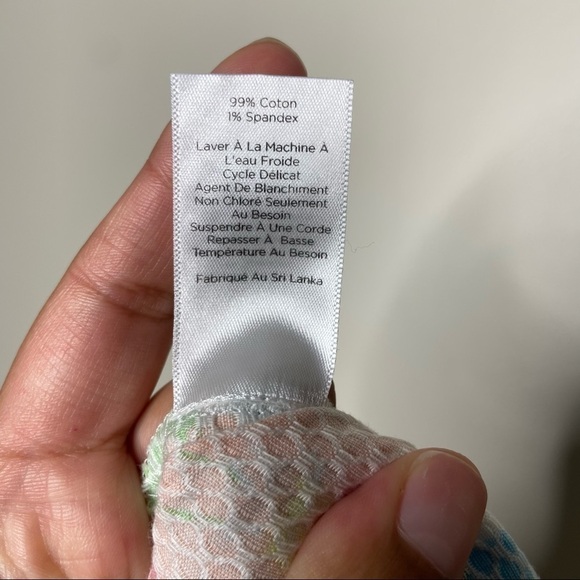 99% Coton
1% Spandex
Laver À La Machine À
L'eau Froide
Cycle Délicat
Agent De Blanchiment
Non Chloré Seulement
Au Besoin
Suspendre À Une Corde
Repasser À Basse
Température Au Besoin
Fabriqué Au Sri Lanka